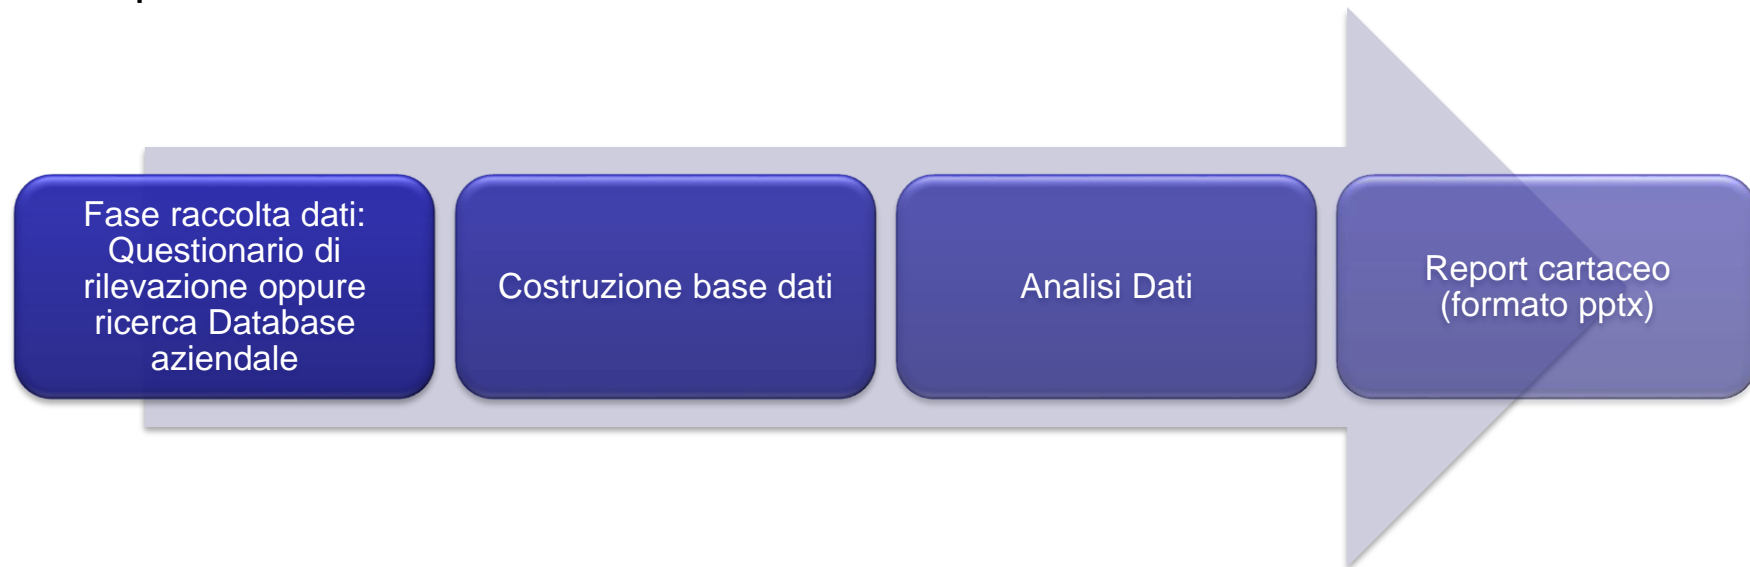 Fase raccolta dati:
Questionario di
rilevazione oppure
ricerca Database
aziendale
Costruzione base dati
Analisi Dati
Report cartaceo
(formato pptx)